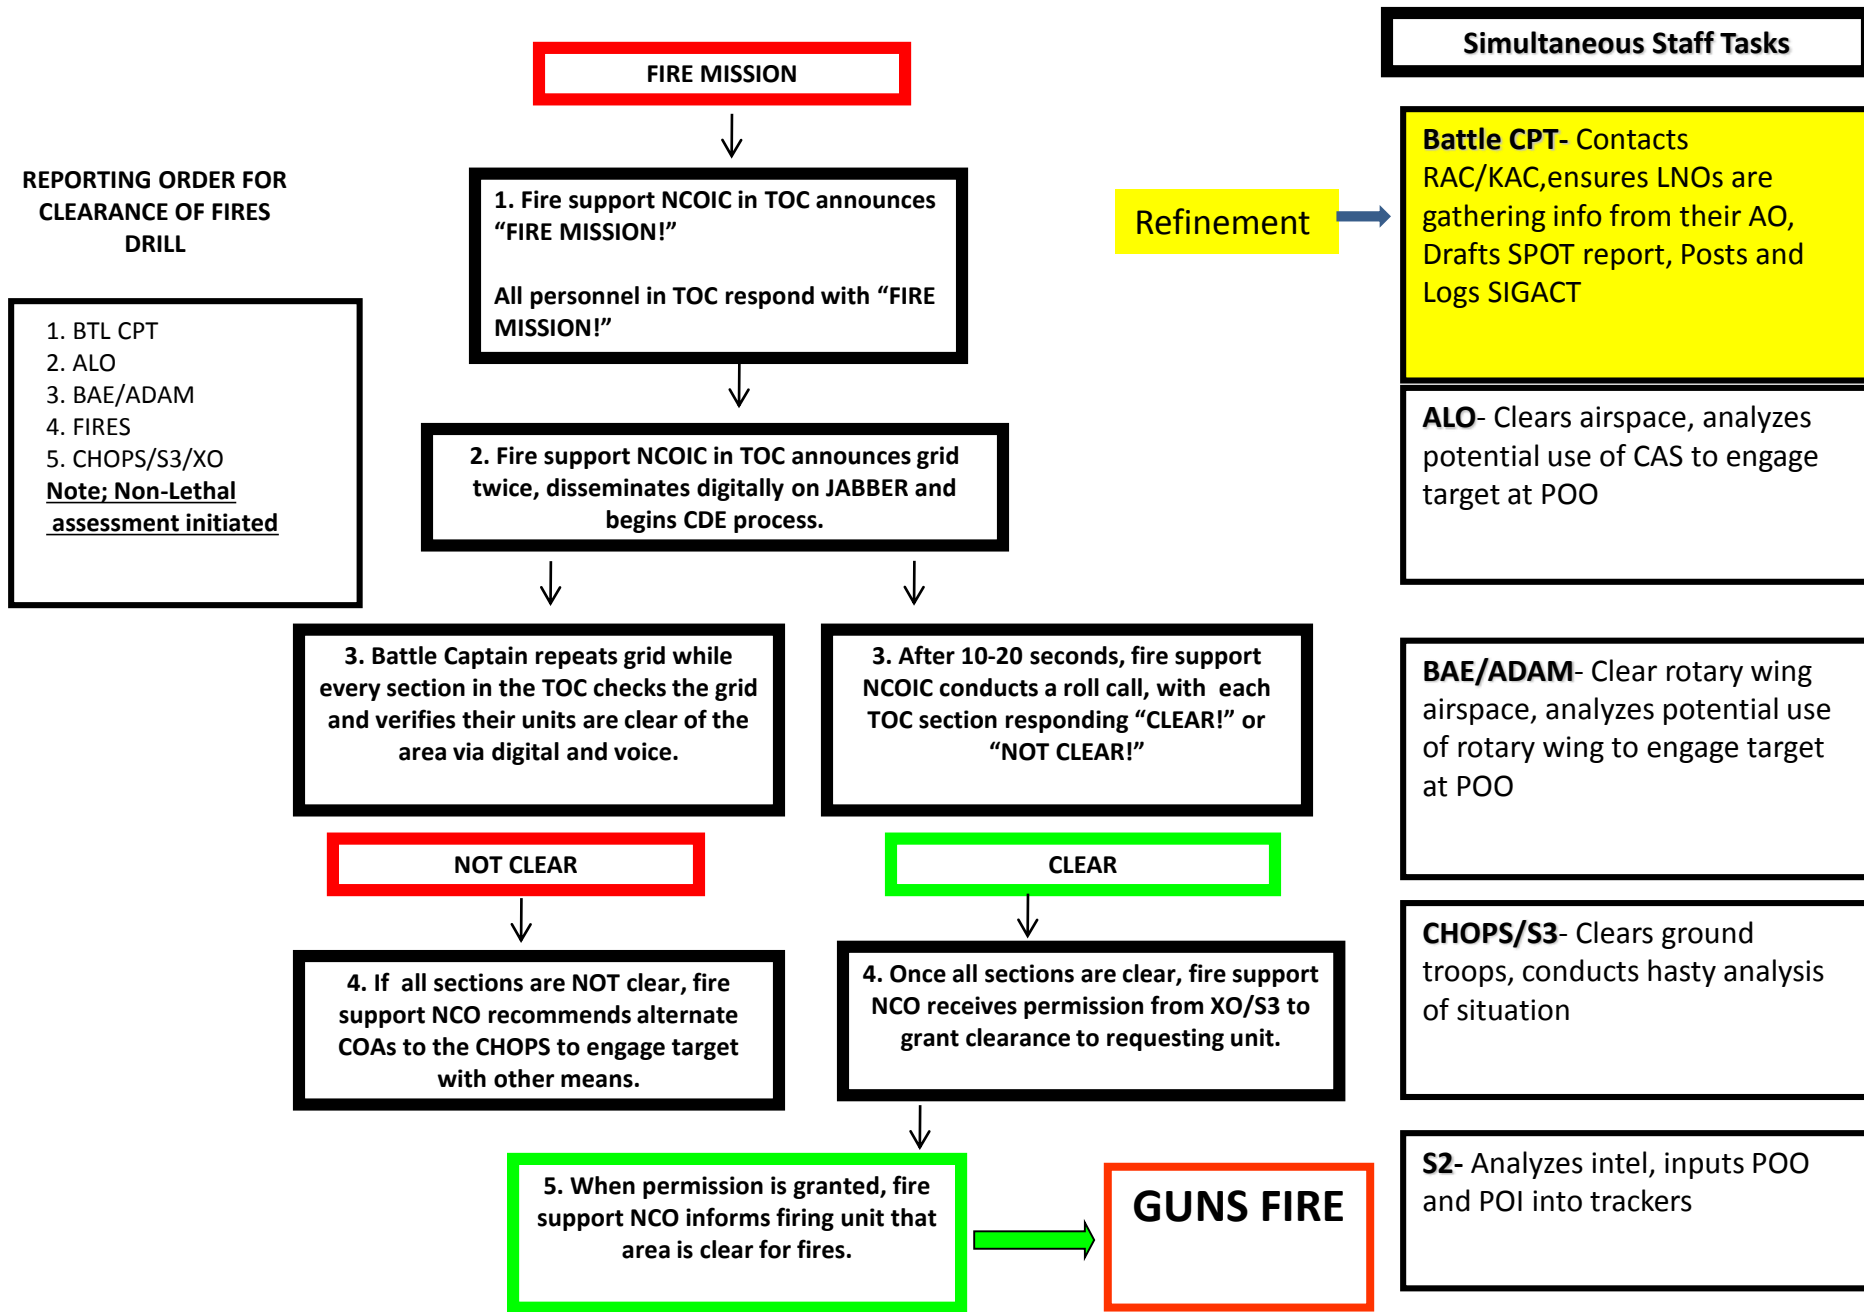 FIRE MISSION
REPORTING ORDER FOR
CLEARANCE OF FIRES
DRILL
1. BTL CPT
2. ALO
3. BAE/ADAM
4. FIRES
5. CHOPS/S3/XO
Note; Non-Lethal
assessment initiated
1. Fire support NCOIC in TOC announces
“FIRE MISSION!”
All personnel in TOC respond with “FIRE
MISSION!”
2. Fire support NCOIC in TOC announces grid
twice, disseminates digitally on JABBER and
begins CDE process.
3. Battle Captain repeats grid while
every section in the TOC checks the grid
and verifies their units are clear of the
area via digital and voice.
3. After 10-20 seconds, fire support
NCOIC conducts a roll call, with each
TOC section responding “CLEAR!” or
“NOT CLEAR!”
NOT CLEAR
CLEAR
4. If all sections are NOT clear, fire
support NCO recommends alternate
COAs to the CHOPS to engage target
with other means.
4. Once all sections are clear, fire support
NCO receives permission from XO/S3 to
grant clearance to requesting unit.
5. When permission is granted, fire
support NCO informs firing unit that
area is clear for fires.
GUNS FIRE
Refinement
Simultaneous Staff Tasks
Battle CPT- Contacts
RAC/KAC,ensures LNOs are
gathering info from their AO,
Drafts SPOT report, Posts and
Logs SIGACT
ALO- Clears airspace, analyzes
potential use of CAS to engage
target at POO
BAE/ADAM- Clear rotary wing
airspace, analyzes potential use
of rotary wing to engage target
at POO
CHOPS/S3- Clears ground
troops, conducts hasty analysis
of situation
S2- Analyzes intel, inputs POO
and POI into trackers